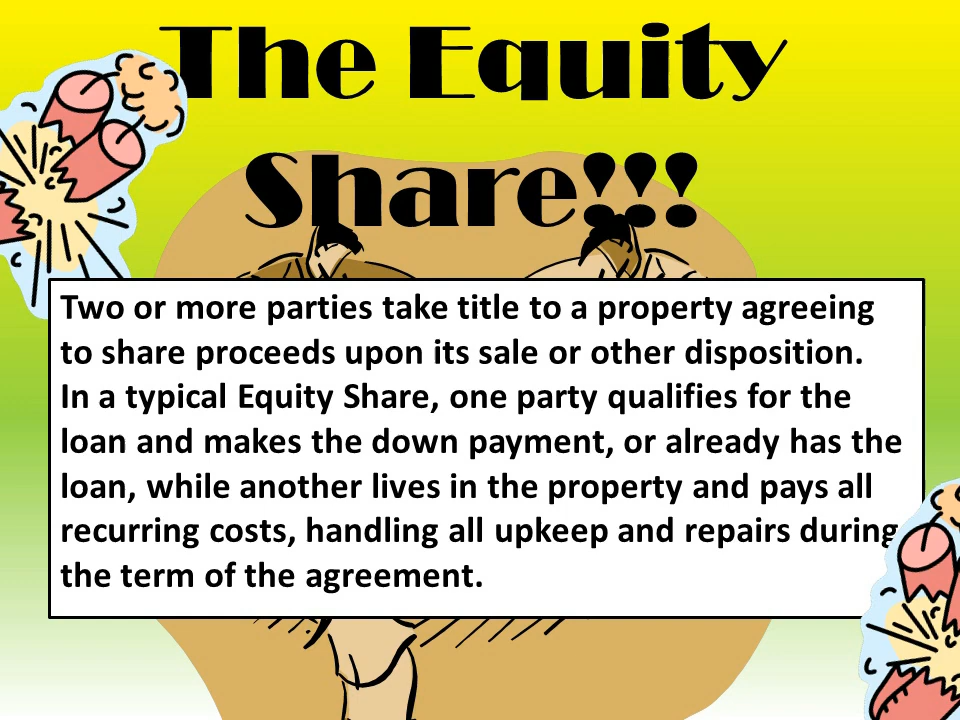 The Equity
Share!!!
Two or more parties take title to a property agreeing
to share proceeds upon its sale or other disposition.
In a typical Equity Share, one party qualifies for the
loan and makes the down payment, or already has the
loan, while another lives in the property and pays all
recurring costs, handling all upkeep and repairs during
the term of the agreement.